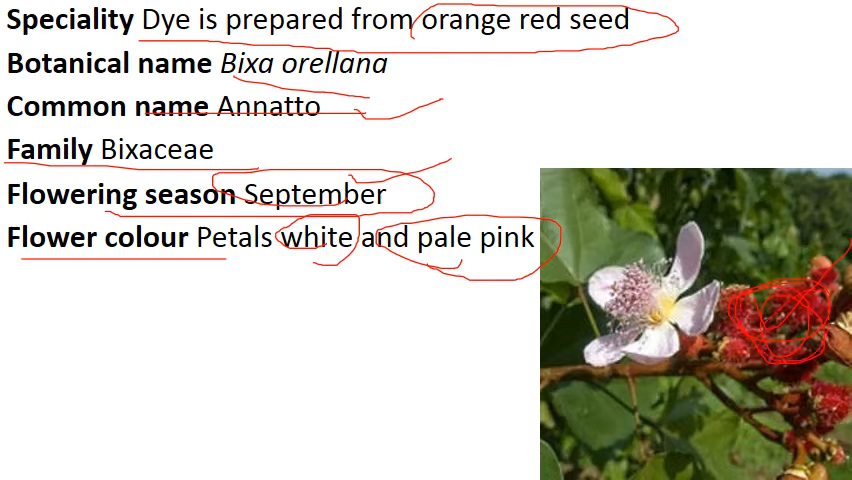 Speciality Dye is prepared from orange red seed
Botanical name Bixa orellana
Common name Annatto
Family Bixaceae
Flowering season September
Flower colour Petals white and pale pink